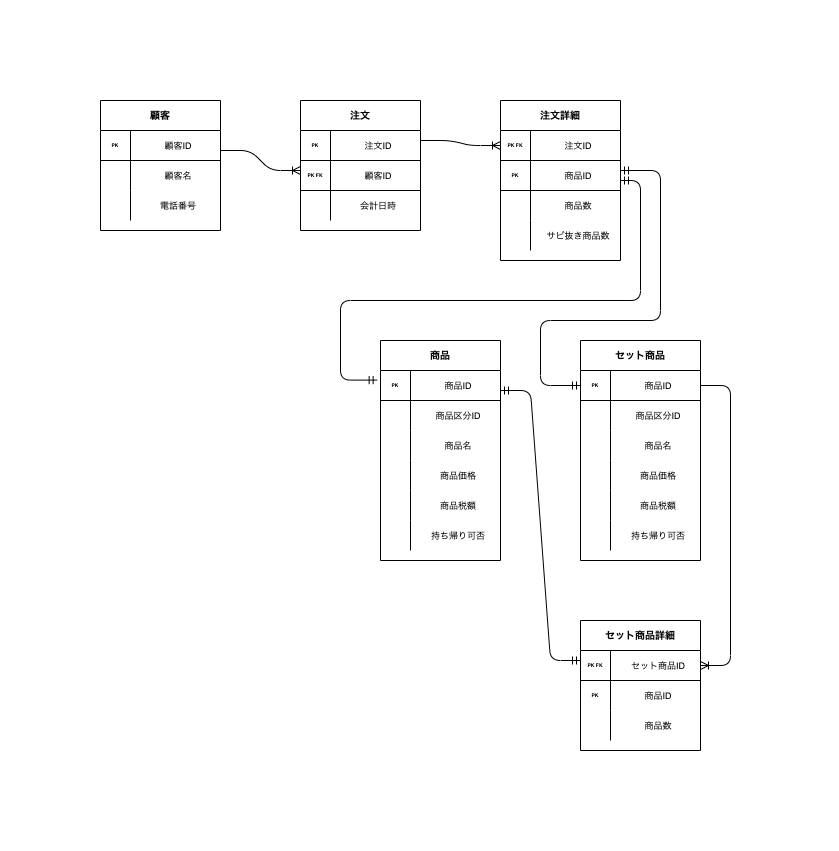 顧客
PK 顧客ID
顧客名
電話番号
注文
PK 注文ID
PK FK 顧客ID
会計日時
注文詳細
PK FK 注文ID
PK 商品ID
商品数
サビ抜き商品数
商品
PK 商品ID
商品区分ID
商品名
商品価格
商品税額
持ち帰り可否
セット商品
PK 商品ID
商品区分ID
商品名
商品価格
商品税額
持ち帰り可否
セット商品詳細
PK FK セット商品ID
PK 商品ID
商品数